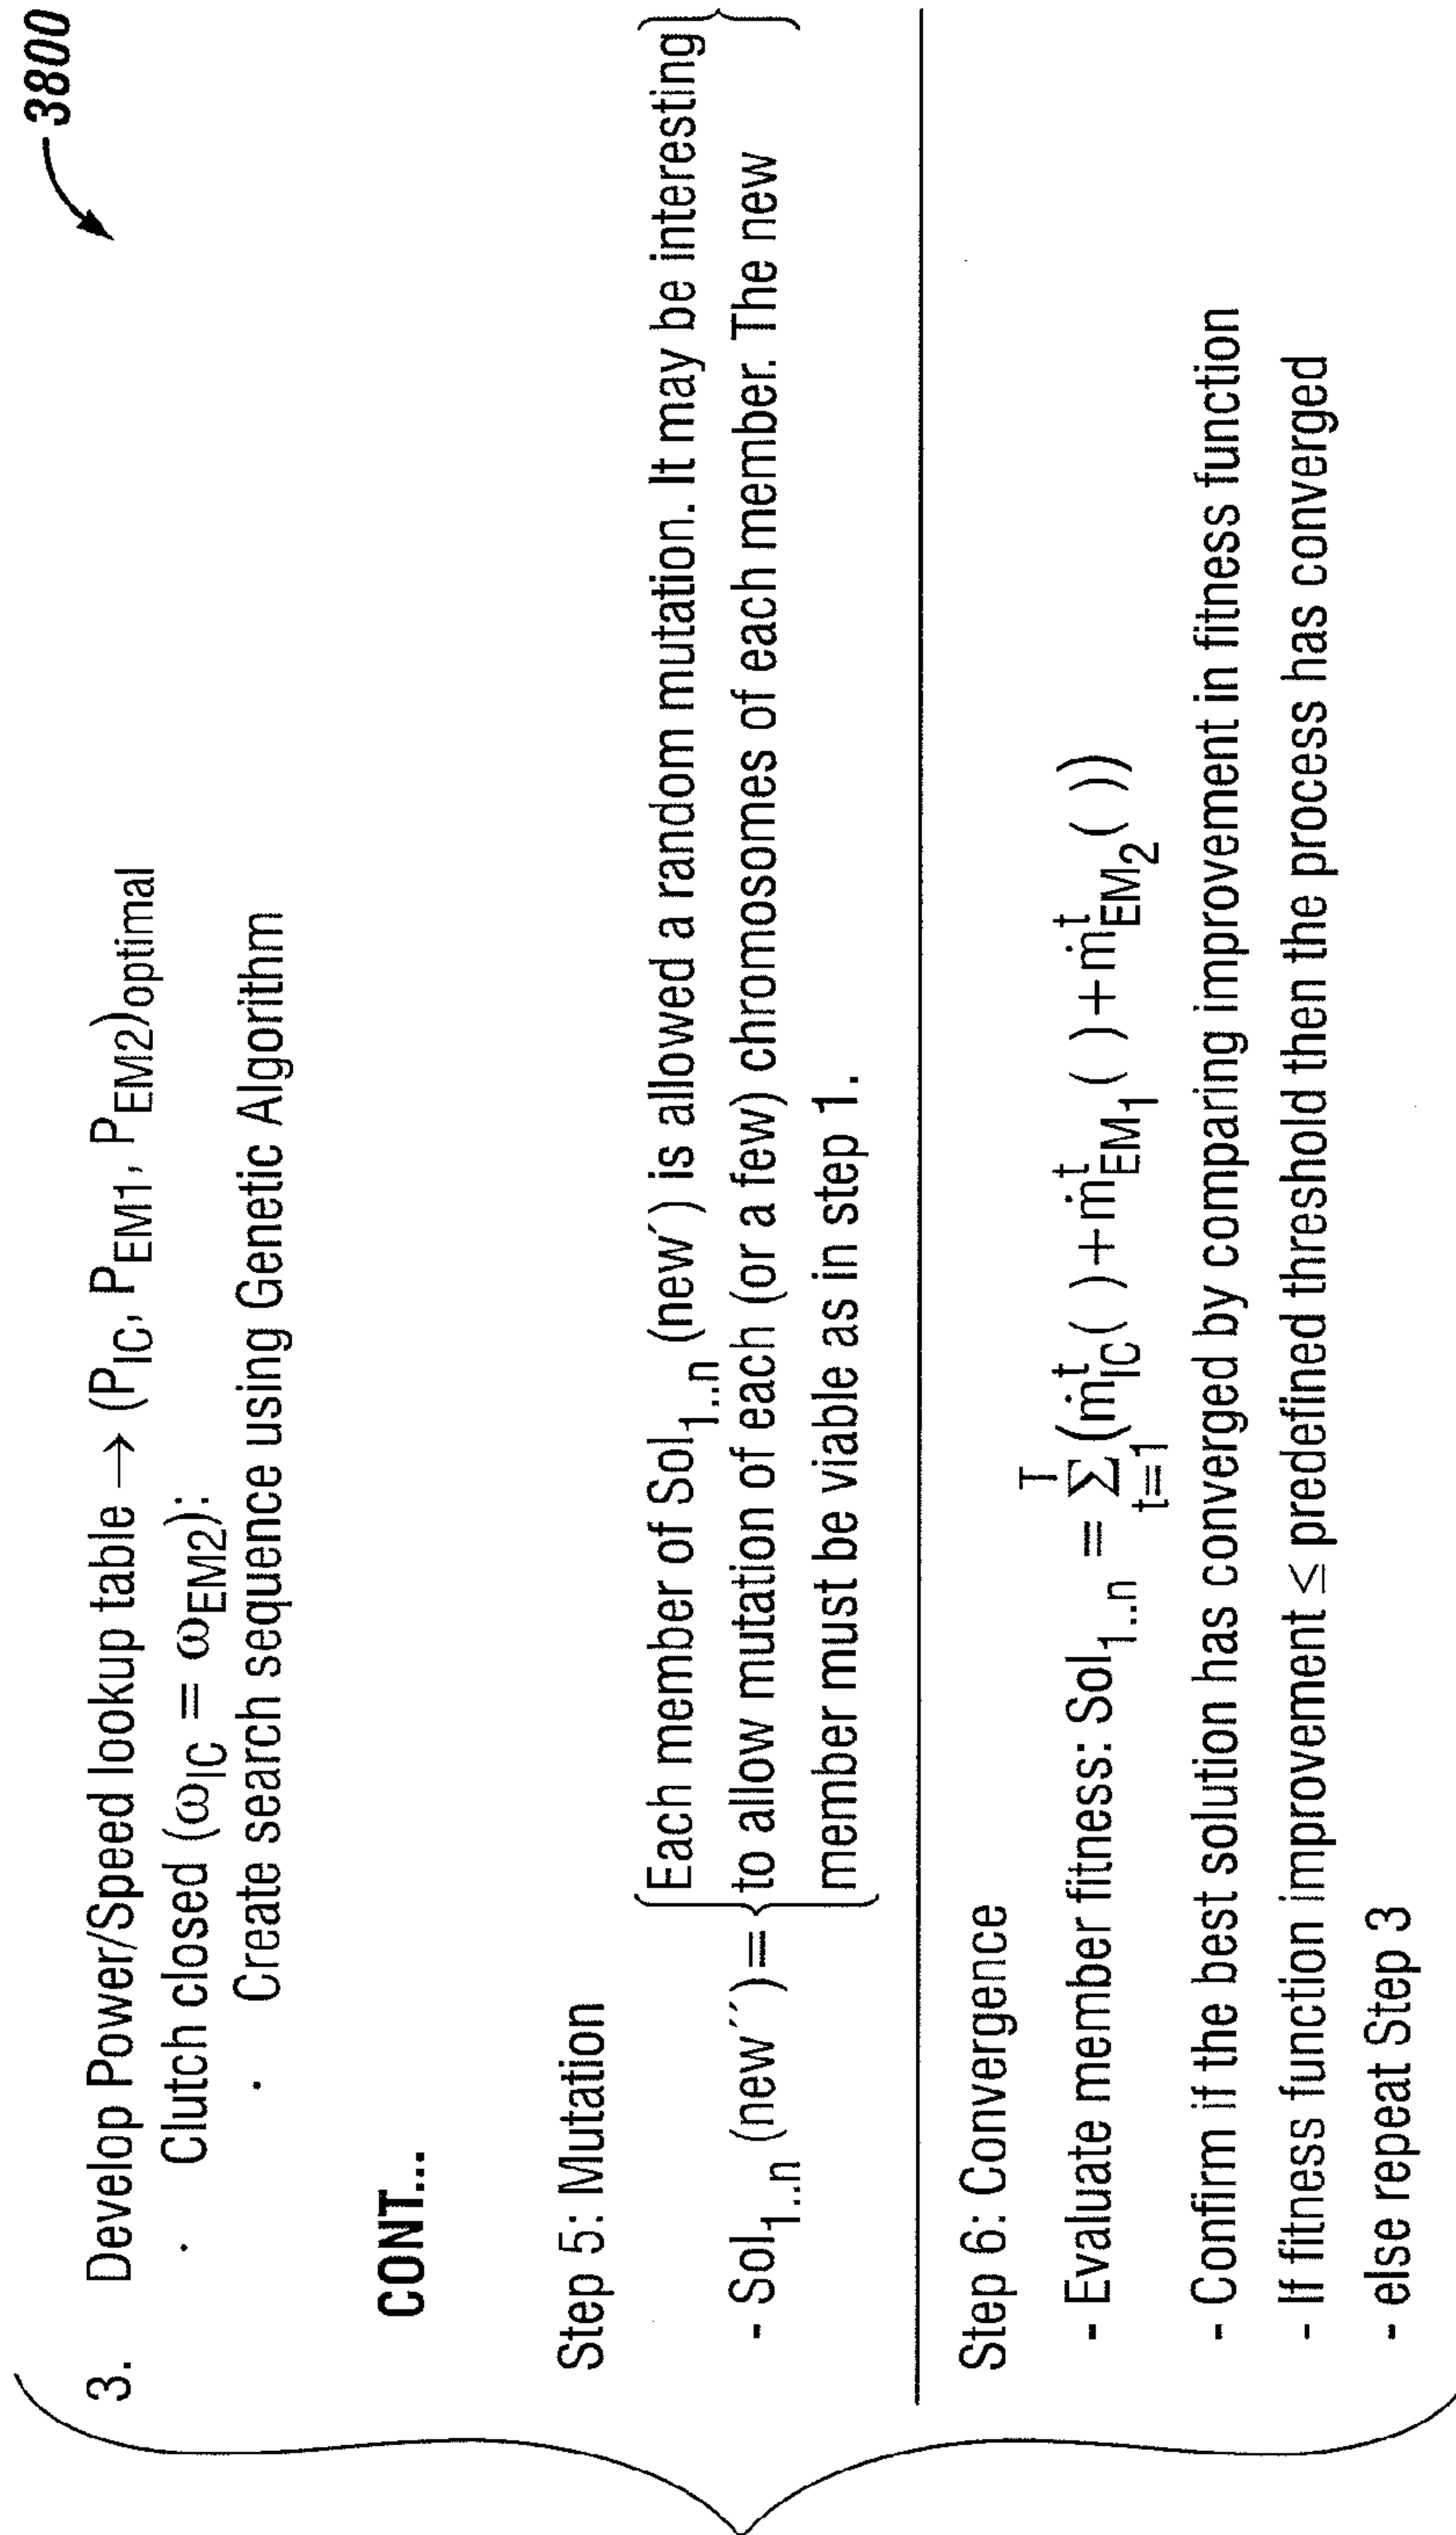 3800
3. Develop Power/Speed lookup table → (P_IC, P_EM1, P_EM2)optimal
· Clutch closed (ω_IC = ω_EM2):
· Create search sequence using Genetic Algorithm
CONT...
Step 5: Mutation
- Sol_1..n (new´´) = {Each member of Sol_1..n (new´) is allowed a random mutation. It may be interesting
to allow mutation of each (or a few) chromosomes of each member. The new
member must be viable as in step 1.}
Step 6: Convergence
- Evaluate member fitness: Sol_1..n = Σ_{t=1}^{T} (ṁ^t_IC( ) + ṁ^t_EM_1( ) + ṁ^t_EM_2( ))
- Confirm if the best solution has converged by comparing improvement in fitness function
- If fitness function improvement ≤ predefined threshold then the process has converged
- else repeat Step 3